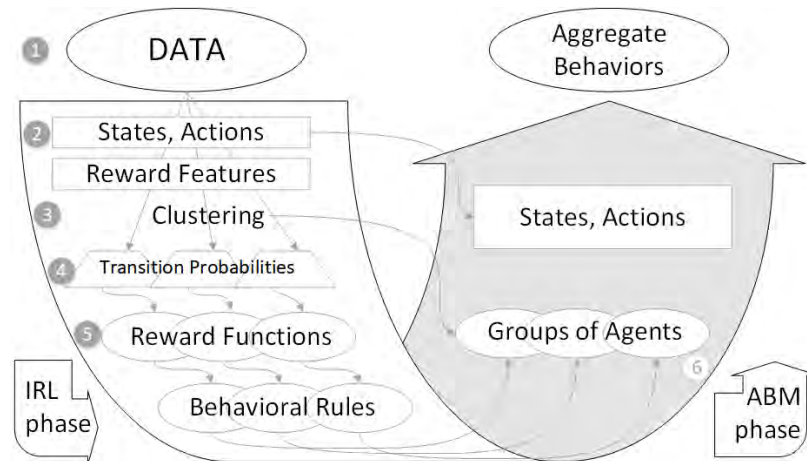 1
DATA
2
States, Actions
Reward Features
3
Clustering
4
Transition Probabilities
5
Reward Functions
Behavioral Rules
IRL
phase
Aggregate
Behaviors
States, Actions
Groups of Agents
6
ABM
phase